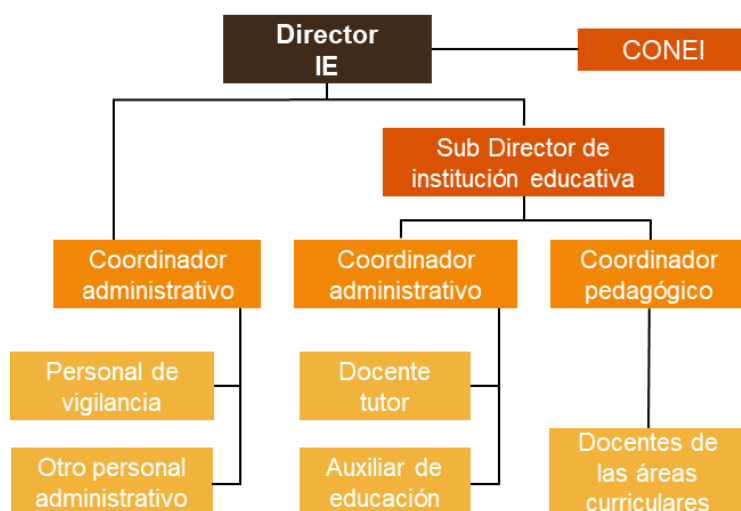 Director
IE
CONEI
Sub Director de
institución educativa
Coordinador
administrativo
Coordinador
administrativo
Coordinador
pedagógico
Personal de
vigilancia
Docente
tutor
Otro personal
administrativo
Auxiliar de
educación
Docentes de
las áreas
curriculares